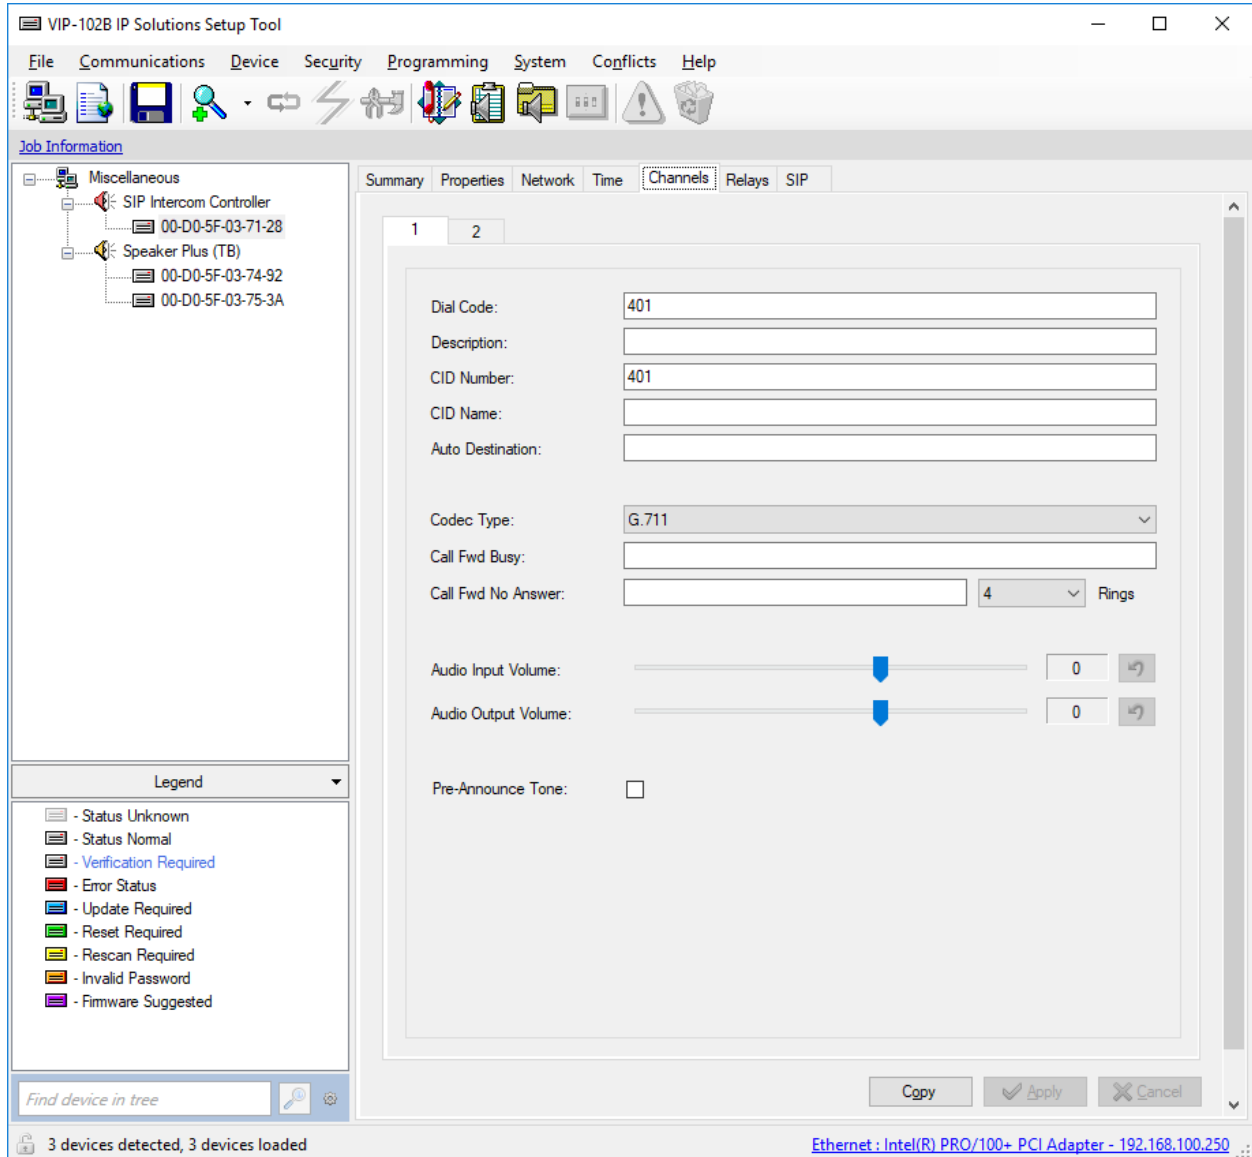 VIP-102B IP Solutions Setup Tool
File Communications Device Security Programming System Conflicts Help
Job Information
Miscellaneous
SIP Intercom Controller
00-D0-5F-03-71-28
Speaker Plus (TB)
00-D0-5F-03-74-92
00-D0-5F-03-75-3A
Legend
- Status Unknown
- Status Normal
- Verification Required
- Error Status
- Update Required
- Reset Required
- Rescan Required
- Invalid Password
- Firmware Suggested
Find device in tree
Summary Properties Network Time Channels Relays SIP
1 2
Dial Code: 401
Description:
CID Number: 401
CID Name:
Auto Destination:
Codec Type: G.711
Call Fwd Busy:
Call Fwd No Answer: 4 Rings
Audio Input Volume: 0
Audio Output Volume: 0
Pre-Announce Tone:
Copy Apply Cancel
3 devices detected, 3 devices loaded
Ethernet : Intel(R) PRO/100+ PCI Adapter - 192.168.100.250